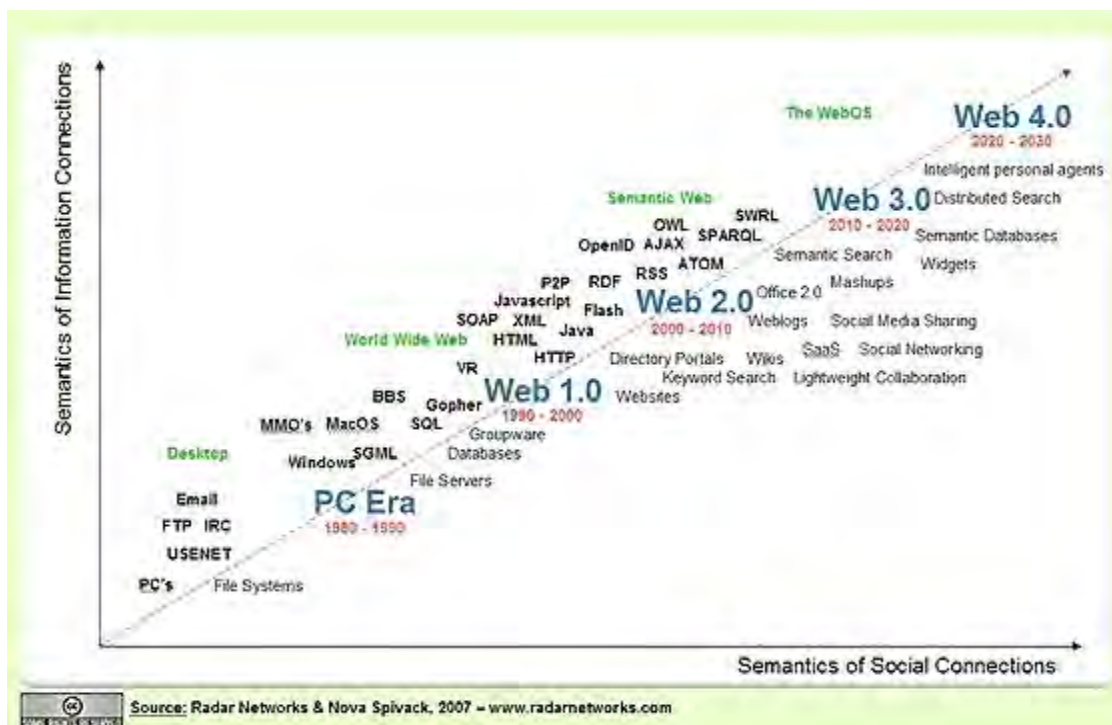 Semantics of Information Connections
The WebOS
Web 4.0
2020 - 2030
Intelligent personal agents
Semantic Web
Web 3.0
Distributed Search
2010 - 2020
SWRL
OWL
SPARQL
Semantic Databases
OpenID
AJAX
Semantic Search
Widgets
ATOM
RSS
P2P
RDF
Mashups
Office 2.0
Javascript
Flash
Web 2.0
SOAP
XML
2000 - 2010
Weblogs
Social Media Sharing
World Wide Web
HTML
Java
HTTP
Directory Portals
Wikis
SaaS
Social Networking
VR
Keyword Search
Lightweight Collaboration
Web 1.0
BBS
Websites
Gopher
1990 - 2000
MMO's
MacOS
SQL
Groupware
Desktop
SGML
Databases
Windows
File Servers
Email
PC Era
FTP
IRC
1980 - 1990
USENET
PC's
File Systems
Semantics of Social Connections
cc
Source: Radar Networks & Nova Spivack, 2007 – www.radarnetworks.com